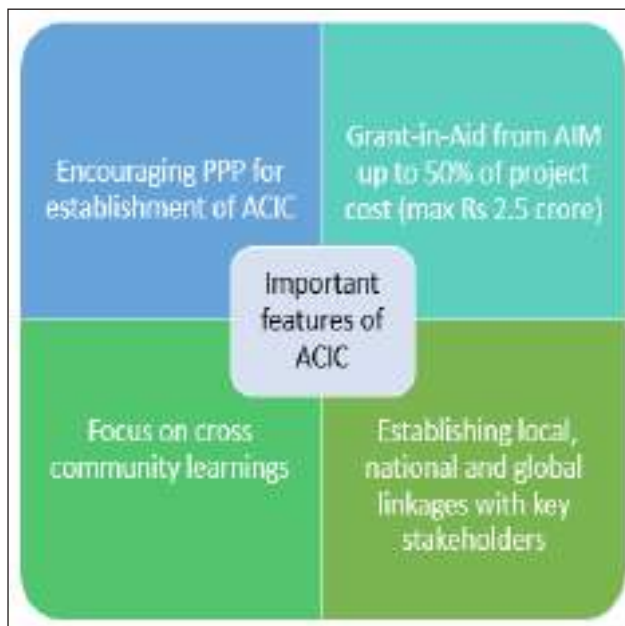 Encouraging PPP for
establishment of ACIC
Grant-in-Aid from AIM
up to 50% of project
cost (max Rs 2.5 crore)
Important
features of
ACIC
Focus on cross
community learnings
Establishing local,
national and global
linkages with key
stakeholders